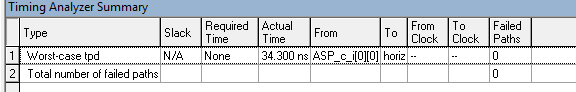 Timing Analyzer Summary
Type Slack Required Time Actual Time From To From Clock To Clock Failed Paths
1 Worst-case tpd N/A None 34.300 ns ASP_c_i[0][0] horiz -- -- 0
2 Total number of failed paths 0